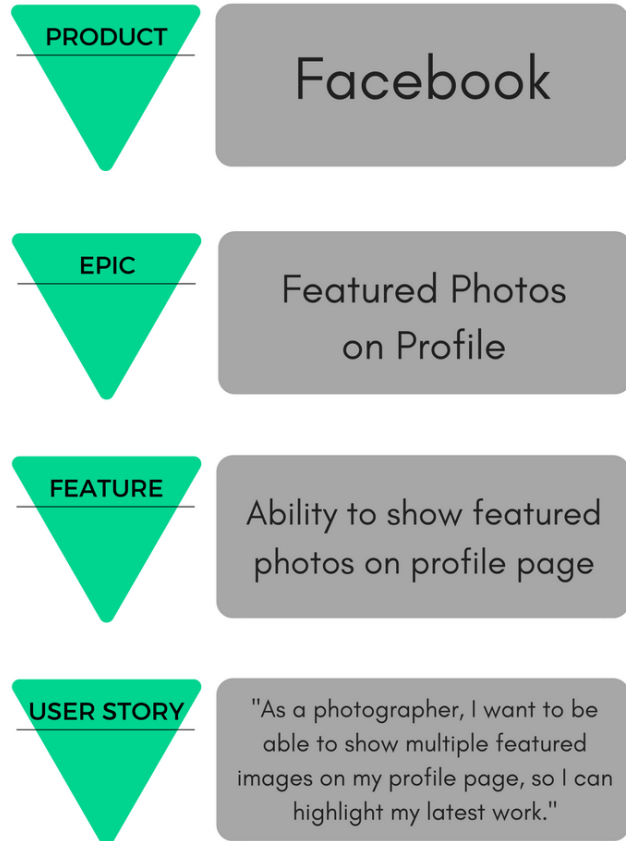 PRODUCT
Facebook
EPIC
Featured Photos
on Profile
FEATURE
Ability to show featured
photos on profile page
USER STORY
"As a photographer, I want to be
able to show multiple featured
images on my profile page, so I can
highlight my latest work."